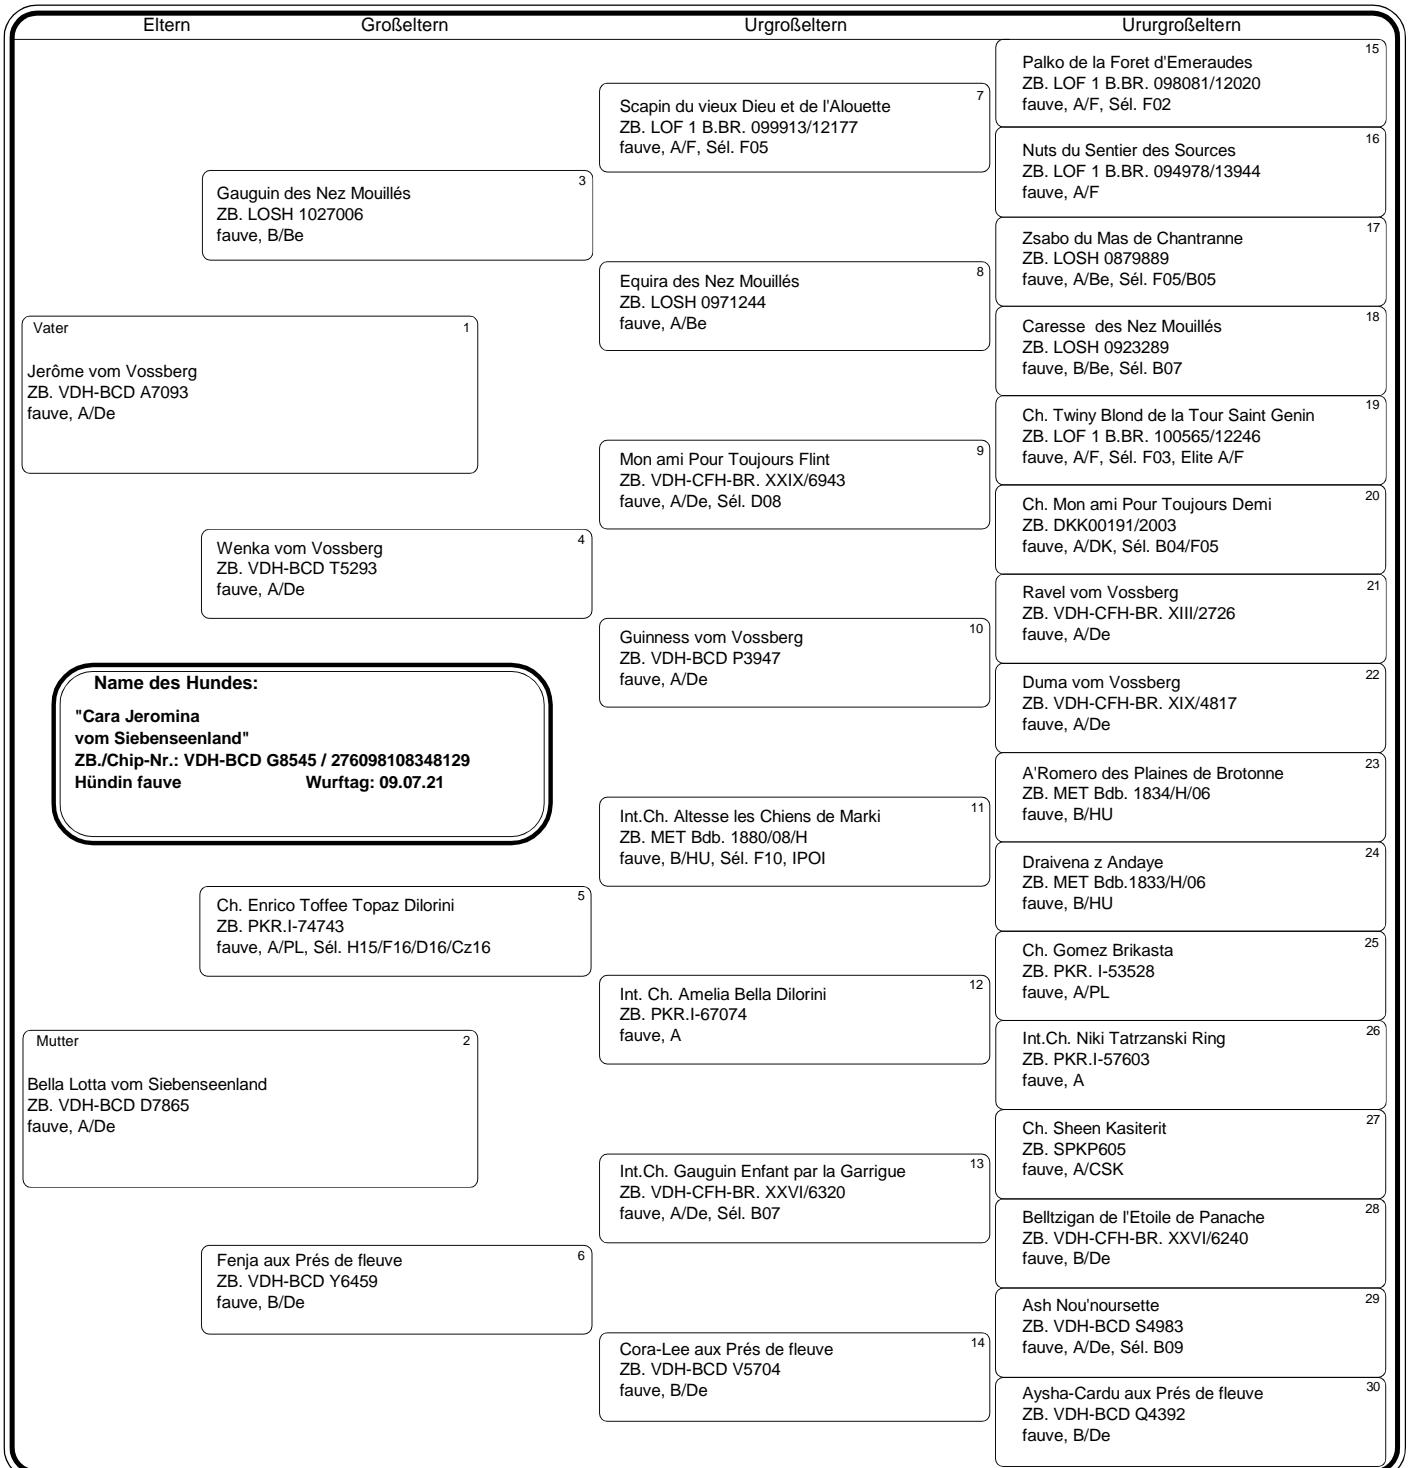 Eltern Großeltern Urgroßeltern Ururgroßeltern
Vater 1
Jerôme vom Vossberg
ZB. VDH-BCD A7093
fauve, A/De
Mutter 2
Bella Lotta vom Siebenseenland
ZB. VDH-BCD D7865
fauve, A/De
Name des Hundes:
"Cara Jeromina
vom Siebenseenland"
ZB./Chip-Nr.: VDH-BCD G8545 / 276098108348129
Hündin fauve Wurftag: 09.07.21
3
Gauguin des Nez Mouillés
ZB. LOSH 1027006
fauve, B/Be
4
Wenka vom Vossberg
ZB. VDH-BCD T5293
fauve, A/De
5
Ch. Enrico Toffee Topaz Dilorini
ZB. PKR.I-74743
fauve, A/PL, Sél. H15/F16/D16/Cz16
6
Fenja aux Prés de fleuve
ZB. VDH-BCD Y6459
fauve, B/De
7
Scapin du vieux Dieu et de l'Alouette
ZB. LOF 1 B.BR. 099913/12177
fauve, A/F, Sél. F05
8
Equira des Nez Mouillés
ZB. LOSH 0971244
fauve, A/Be
9
Mon ami Pour Toujours Flint
ZB. VDH-CFH-BR. XXIX/6943
fauve, A/De, Sél. D08
10
Guinness vom Vossberg
ZB. VDH-BCD P3947
fauve, A/De
11
Int.Ch. Altesse les Chiens de Marki
ZB. MET Bdb. 1880/08/H
fauve, B/HU, Sél. F10, IPOI
12
Int. Ch. Amelia Bella Dilorini
ZB. PKR.I-67074
fauve, A
13
Int.Ch. Gauguin Enfant par la Garrigue
ZB. VDH-CFH-BR. XXVI/6320
fauve, A/De, Sél. B07
14
Cora-Lee aux Prés de fleuve
ZB. VDH-BCD V5704
fauve, B/De
15
Palko de la Foret d'Emeraudes
ZB. LOF 1 B.BR. 098081/12020
fauve, A/F, Sél. F02
16
Nuts du Sentier des Sources
ZB. LOF 1 B.BR. 094978/13944
fauve, A/F
17
Zsabo du Mas de Chantranne
ZB. LOSH 0879889
fauve, A/Be, Sél. F05/B05
18
Caresse  des Nez Mouillés
ZB. LOSH 0923289
fauve, B/Be, Sél. B07
19
Ch. Twiny Blond de la Tour Saint Genin
ZB. LOF 1 B.BR. 100565/12246
fauve, A/F, Sél. F03, Elite A/F
20
Ch. Mon ami Pour Toujours Demi
ZB. DKK00191/2003
fauve, A/DK, Sél. B04/F05
21
Ravel vom Vossberg
ZB. VDH-CFH-BR. XIII/2726
fauve, A/De
22
Duma vom Vossberg
ZB. VDH-CFH-BR. XIX/4817
fauve, A/De
23
A'Romero des Plaines de Brotonne
ZB. MET Bdb. 1834/H/06
fauve, B/HU
24
Draivena z Andaye
ZB. MET Bdb.1833/H/06
fauve, B/HU
25
Ch. Gomez Brikasta
ZB. PKR. I-53528
fauve, A/PL
26
Int.Ch. Niki Tatrzanski Ring
ZB. PKR.I-57603
fauve, A
27
Ch. Sheen Kasiterit
ZB. SPKP605
fauve, A/CSK
28
Belltzigan de l'Etoile de Panache
ZB. VDH-CFH-BR. XXVI/6240
fauve, B/De
29
Ash Nou'noursette
ZB. VDH-BCD S4983
fauve, A/De, Sél. B09
30
Aysha-Cardu aux Prés de fleuve
ZB. VDH-BCD Q4392
fauve, B/De